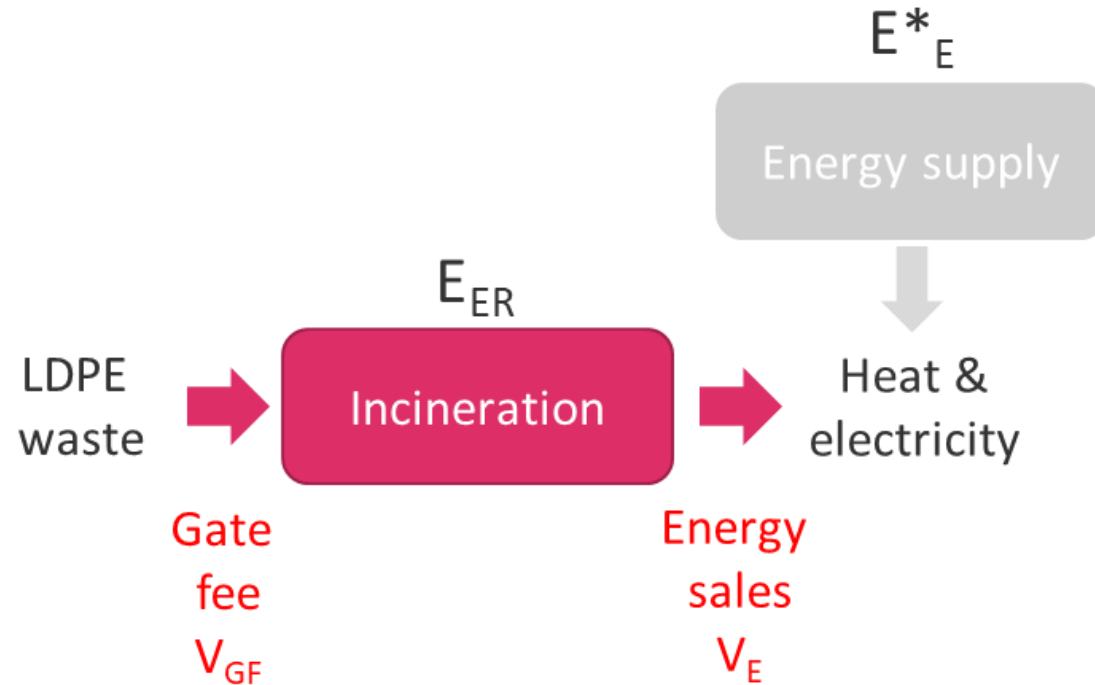 E*E
Energy supply
EER
LDPE
waste
Incineration
Heat &
electricity
Gate
fee
VGF
Energy
sales
VE